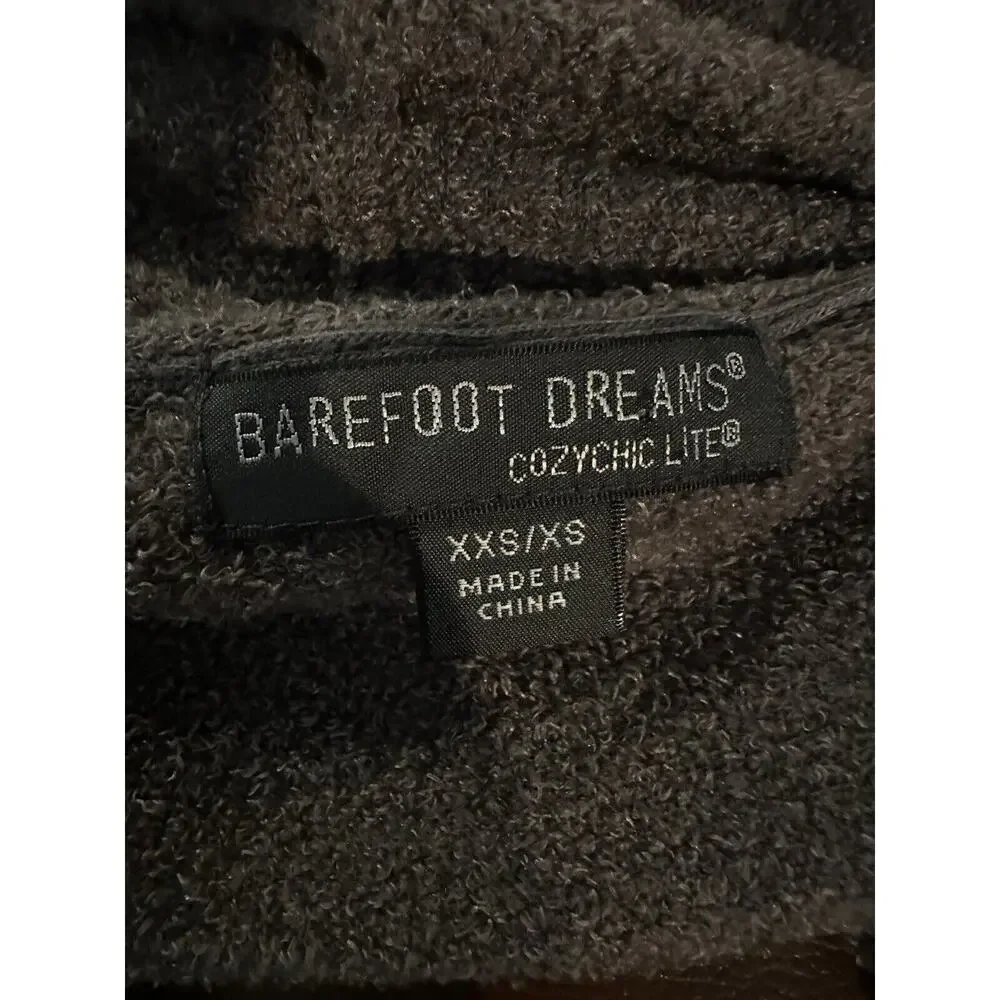 BAREFOOT DREAMS®
COZYCHIC LITE®
XXS/XS
MADE IN
CHINA